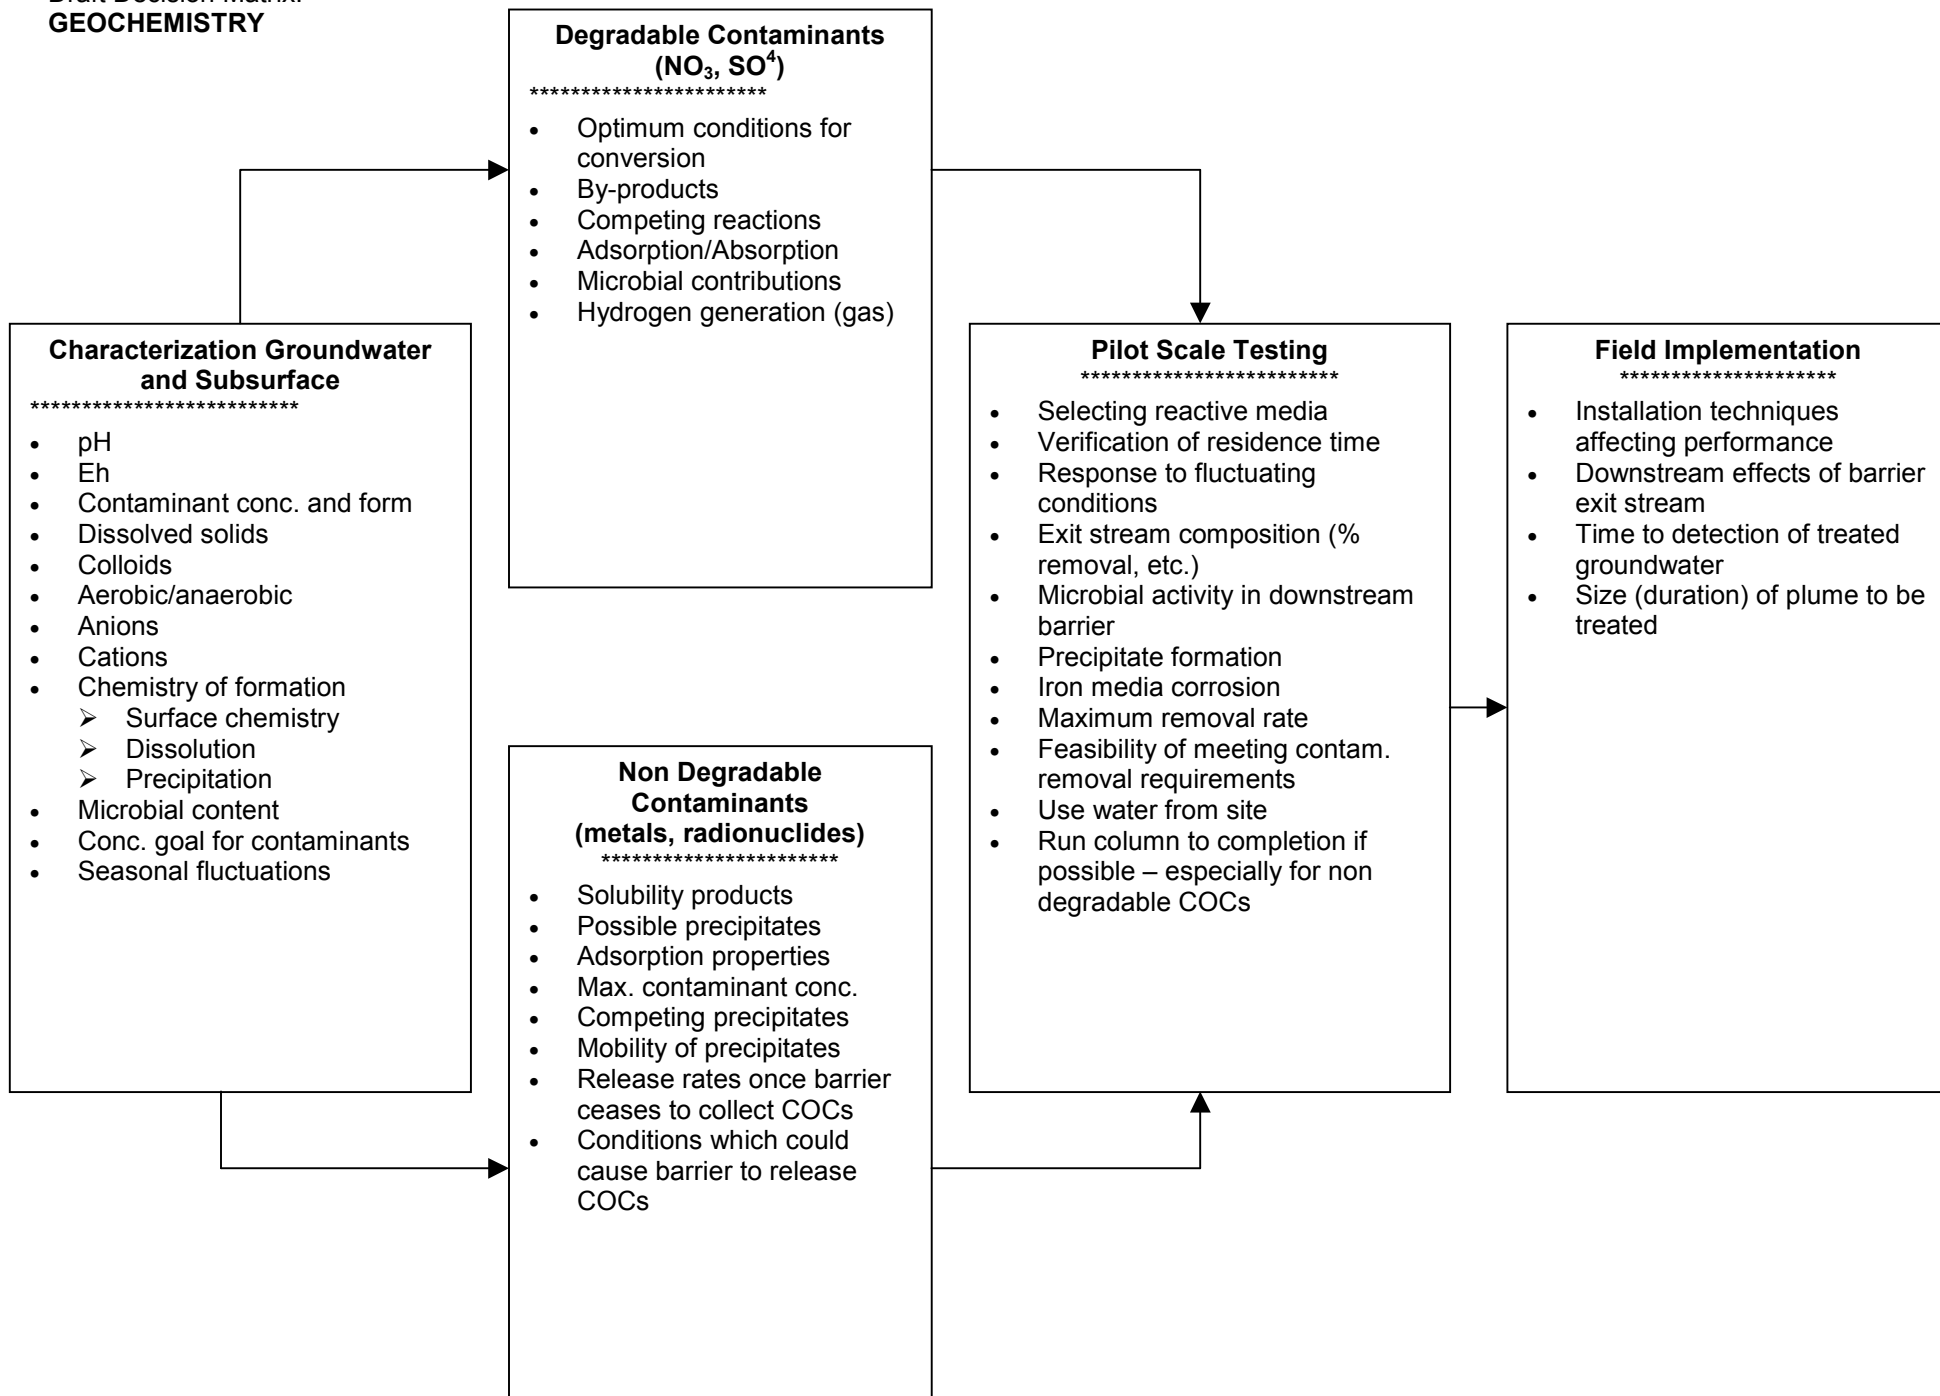 Draft Decision Matrix:
GEOCHEMISTRY
Degradable Contaminants
(NO₃, SO⁴)
***********************
• Optimum conditions for
conversion
• By-products
• Competing reactions
• Adsorption/Absorption
• Microbial contributions
• Hydrogen generation (gas)
Characterization Groundwater
and Subsurface
**************************
• pH
• Eh
• Contaminant conc. and form
• Dissolved solids
• Colloids
• Aerobic/anaerobic
• Anions
• Cations
• Chemistry of formation
➢ Surface chemistry
➢ Dissolution
➢ Precipitation
• Microbial content
• Conc. goal for contaminants
• Seasonal fluctuations
Non Degradable
Contaminants
(metals, radionuclides)
***********************
• Solubility products
• Possible precipitates
• Adsorption properties
• Max. contaminant conc.
• Competing precipitates
• Mobility of precipitates
• Release rates once barrier
ceases to collect COCs
• Conditions which could
cause barrier to release
COCs
Pilot Scale Testing
*************************
• Selecting reactive media
• Verification of residence time
• Response to fluctuating
conditions
• Exit stream composition (%
removal, etc.)
• Microbial activity in downstream
barrier
• Precipitate formation
• Iron media corrosion
• Maximum removal rate
• Feasibility of meeting contam.
removal requirements
• Use water from site
• Run column to completion if
possible – especially for non
degradable COCs
Field Implementation
*********************
• Installation techniques
affecting performance
• Downstream effects of barrier
exit stream
• Time to detection of treated
groundwater
• Size (duration) of plume to be
treated